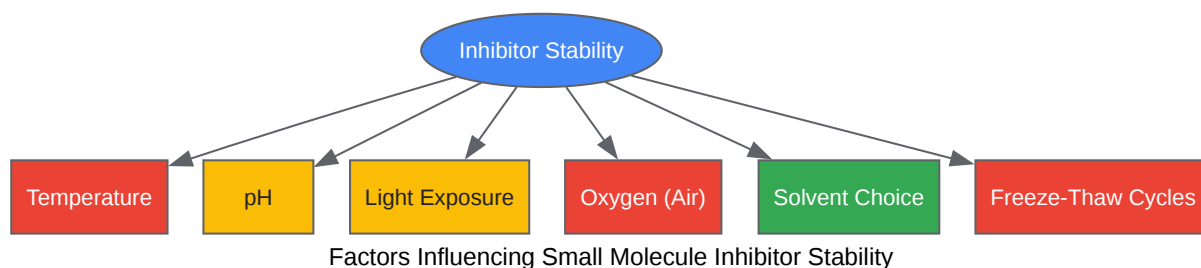 Inhibitor Stability
Temperature
pH
Light Exposure
Oxygen (Air)
Solvent Choice
Freeze-Thaw Cycles
Factors Influencing Small Molecule Inhibitor Stability